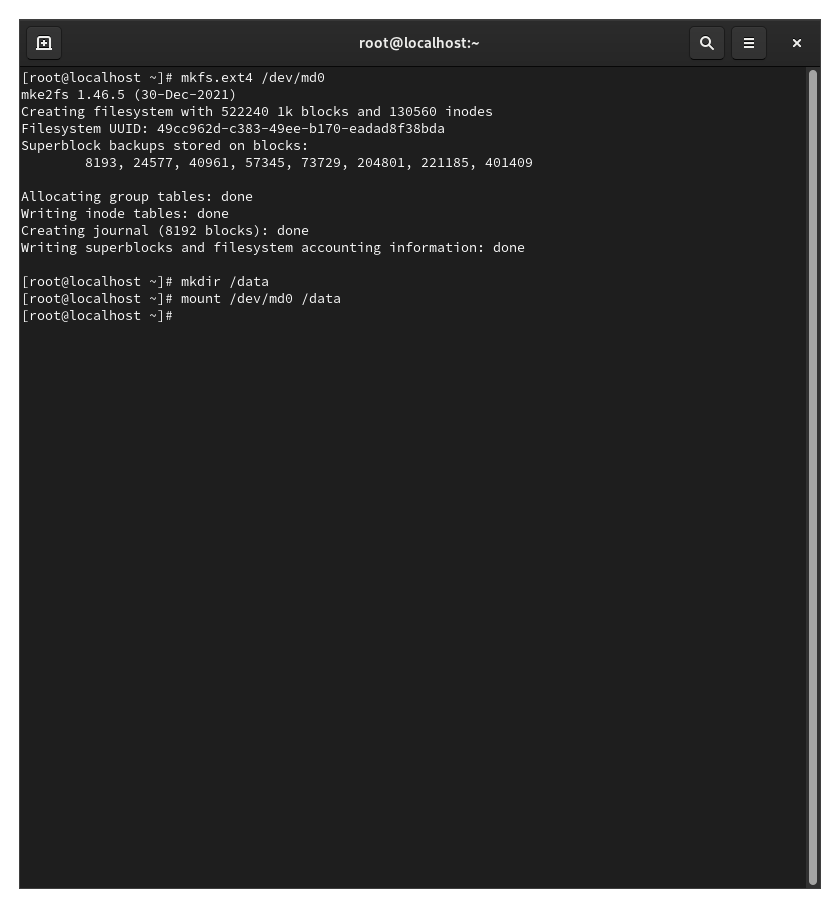 root@localhost:~
[root@localhost ~]# mkfs.ext4 /dev/md0
mke2fs 1.46.5 (30-Dec-2021)
Creating filesystem with 522240 1k blocks and 130560 inodes
Filesystem UUID: 49cc962d-c383-49ee-b170-eadad8f38bda
Superblock backups stored on blocks:
        8193, 24577, 40961, 57345, 73729, 204801, 221185, 401409

Allocating group tables: done
Writing inode tables: done
Creating journal (8192 blocks): done
Writing superblocks and filesystem accounting information: done

[root@localhost ~]# mkdir /data
[root@localhost ~]# mount /dev/md0 /data
[root@localhost ~]#